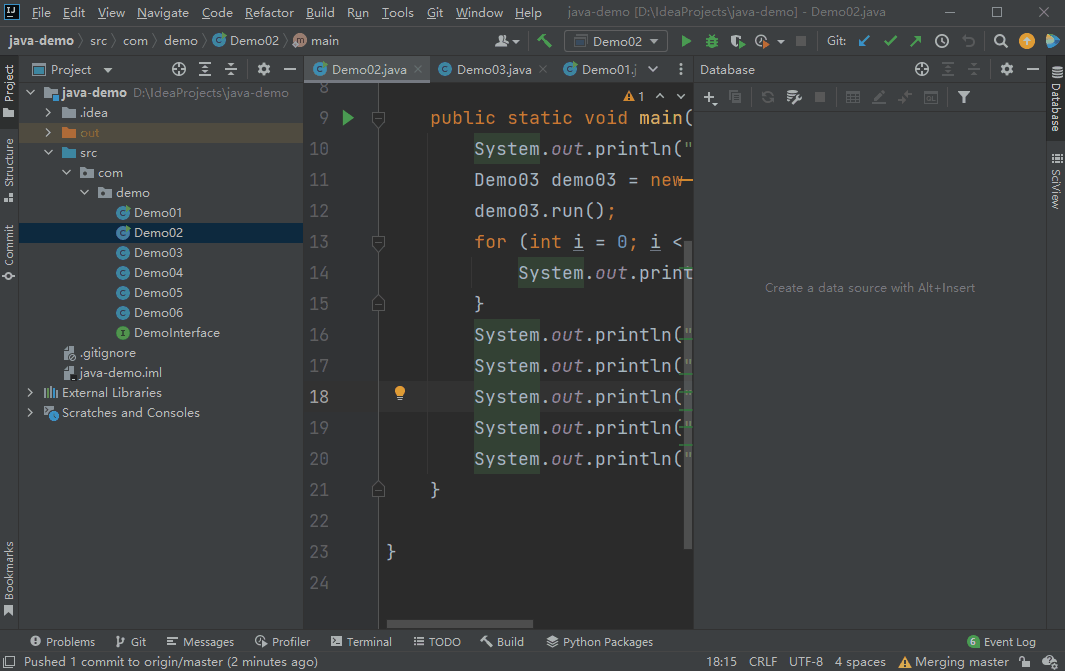 IJ File Edit View Navigate Code Refactor Build Run Tools Git Window Help java-demo [D:\IdeaProjects\java-demo] - Demo02.java
java-demo src com demo Demo02 main Demo02 Git:
Project Demo02.java Demo03.java Demo01.j Database
Project
Structure
Commit
Bookmarks
java-demo D:\IdeaProjects\java-demo
.idea
out
src
com
demo
Demo01
Demo02
Demo03
Demo04
Demo05
Demo06
DemoInterface
.gitignore
java-demo.iml
External Libraries
Scratches and Consoles
1
8
9 public static void main(
10 System.out.println("
11 Demo03 demo03 = new
12 demo03.run();
13 for (int i = 0; i <
14 System.out.print
15 }
16 System.out.println("
17 System.out.println("
18 System.out.println("
19 System.out.println("
20 System.out.println("
21 }
22
23 }
24
Create a data source with Alt+Insert
Database
SciView
Problems Git Messages Profiler Terminal TODO Build Python Packages 6 Event Log
Pushed 1 commit to origin/master (2 minutes ago) 18:15 CRLF UTF-8 4 spaces Merging master